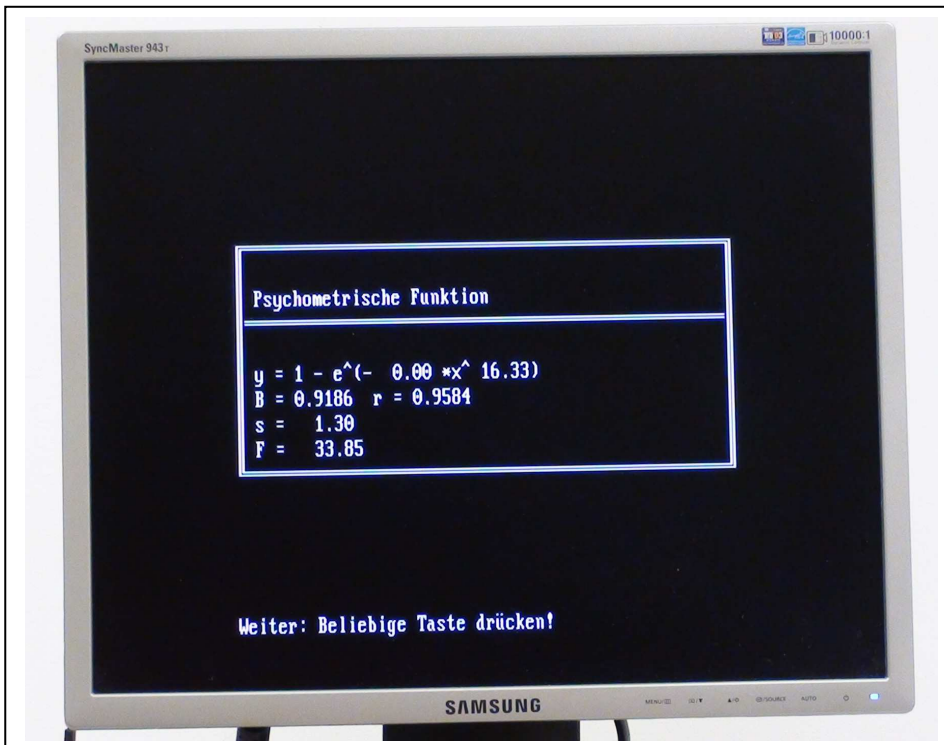 SyncMaster 943T
10000:1
Psychometrische Funktion
y = 1 - e^(-  0.00 *x^ 16.33)
B = 0.9186  r = 0.9584
s =   1.30
F =   33.85
Weiter: Beliebige Taste drücken!
SAMSUNG
MENU/
/SOURCE
AUTO